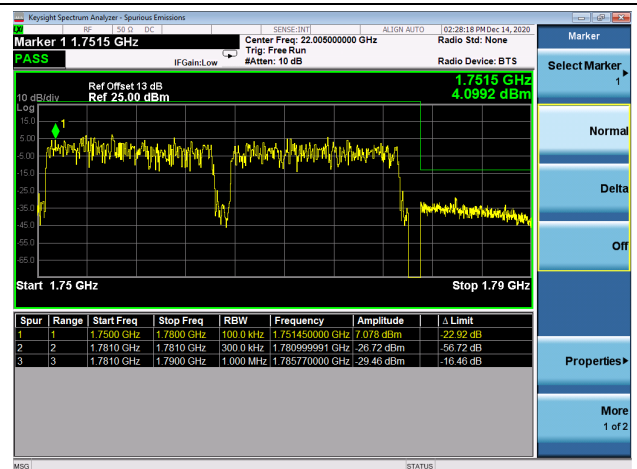 Keysight Spectrum Analyzer - Spurious Emissions
RF 50 Ω DC SENSE:INT ALIGN AUTO 02:28:18 PM Dec 14, 2020
Marker 1 1.7515 GHz
Center Freq: 22.005000000 GHz
Radio Std: None
Trig: Free Run
PASS
IFGain:Low
#Atten: 10 dB
Radio Device: BTS
Ref Offset 13 dB
1.7515 GHz
10 dB/div
Ref 25.00 dBm
4.0992 dBm
Log
15.0
5.00
-5.00
-15.0
-25.0
-35.0
-45.0
-55.0
-65.0
1
Start 1.75 GHz
Stop 1.79 GHz
Spur Range Start Freq Stop Freq RBW Frequency Amplitude Δ Limit
1 1 1.7500 GHz 1.7800 GHz 100.0 kHz 1.751450000 GHz 7.078 dBm -22.92 dB
2 2 1.7810 GHz 1.7810 GHz 300.0 kHz 1.780999991 GHz -26.72 dBm -56.72 dB
3 3 1.7810 GHz 1.7900 GHz 1.000 MHz 1.785770000 GHz -29.46 dBm -16.46 dB
MSG
STATUS
Marker
Select Marker
1
Normal
Delta
Off
Properties
More
1 of 2